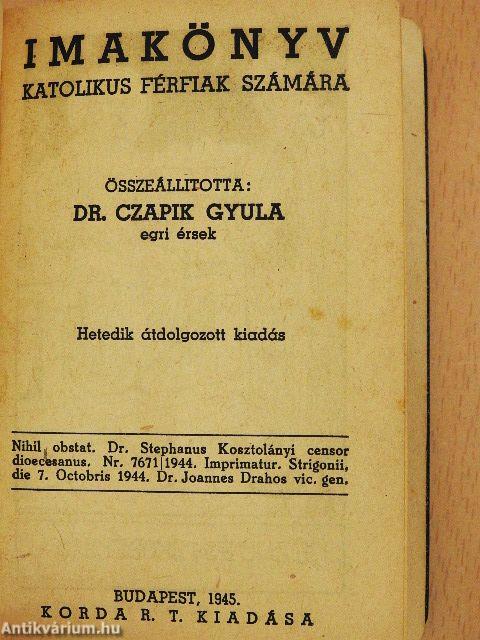 IMAKÖNYV
KATOLIKUS FÉRFIAK SZÁMÁRA
ÖSSZEÁLLITOTTA:
DR. CZAPIK GYULA
egri érsek
Hetedik átdolgozott kiadás
Nihil obstat. Dr. Stephanus Kosztolányi censor
dioecesanus. Nr. 7671|1944. Imprimatur. Strigonii,
die 7. Octobris 1944. Dr. Joannes Drahos vic. gen.
BUDAPEST, 1945.
KORDA R. T. KIADÁSA
Antikvárium.hu